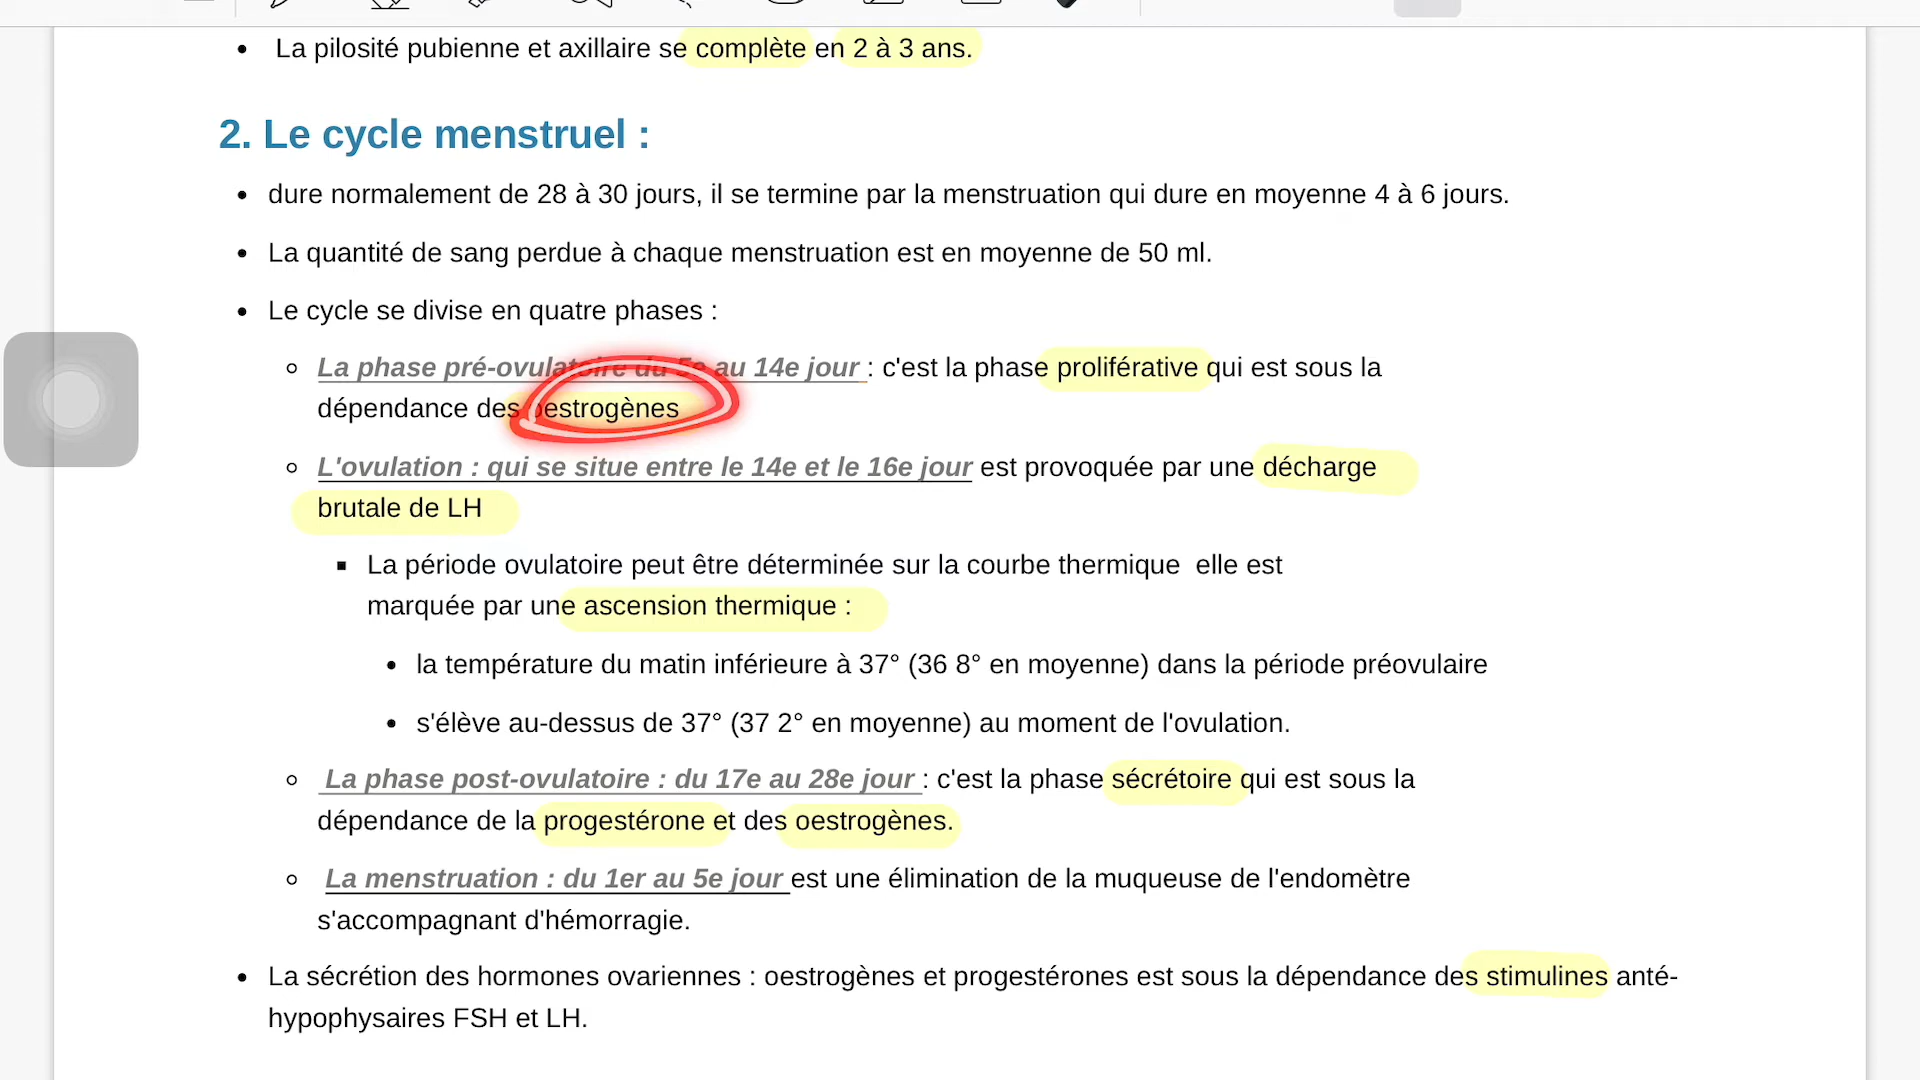 La pilosité pubienne et axillaire se complète en 2 à 3 ans.
2. Le cycle menstruel :
dure normalement de 28 à 30 jours, il se termine par la menstruation qui dure en moyenne 4 à 6 jours.
La quantité de sang perdue à chaque menstruation est en moyenne de 50 ml.
Le cycle se divise en quatre phases :
La phase pré-ovulatoire du 5e au 14e jour : c'est la phase proliférative qui est sous la
dépendance des oestrogènes
L'ovulation : qui se situe entre le 14e et le 16e jour est provoquée par une décharge
brutale de LH
La période ovulatoire peut être déterminée sur la courbe thermique elle est
marquée par une ascension thermique :
la température du matin inférieure à 37° (36 8° en moyenne) dans la période préovulaire
s'élève au-dessus de 37° (37 2° en moyenne) au moment de l'ovulation.
La phase post-ovulatoire : du 17e au 28e jour : c'est la phase sécrétoire qui est sous la
dépendance de la progestérone et des oestrogènes.
La menstruation : du 1er au 5e jour est une élimination de la muqueuse de l'endomètre
s'accompagnant d'hémorragie.
La sécrétion des hormones ovariennes : oestrogènes et progestérones est sous la dépendance des stimulines anté-
hypophysaires FSH et LH.